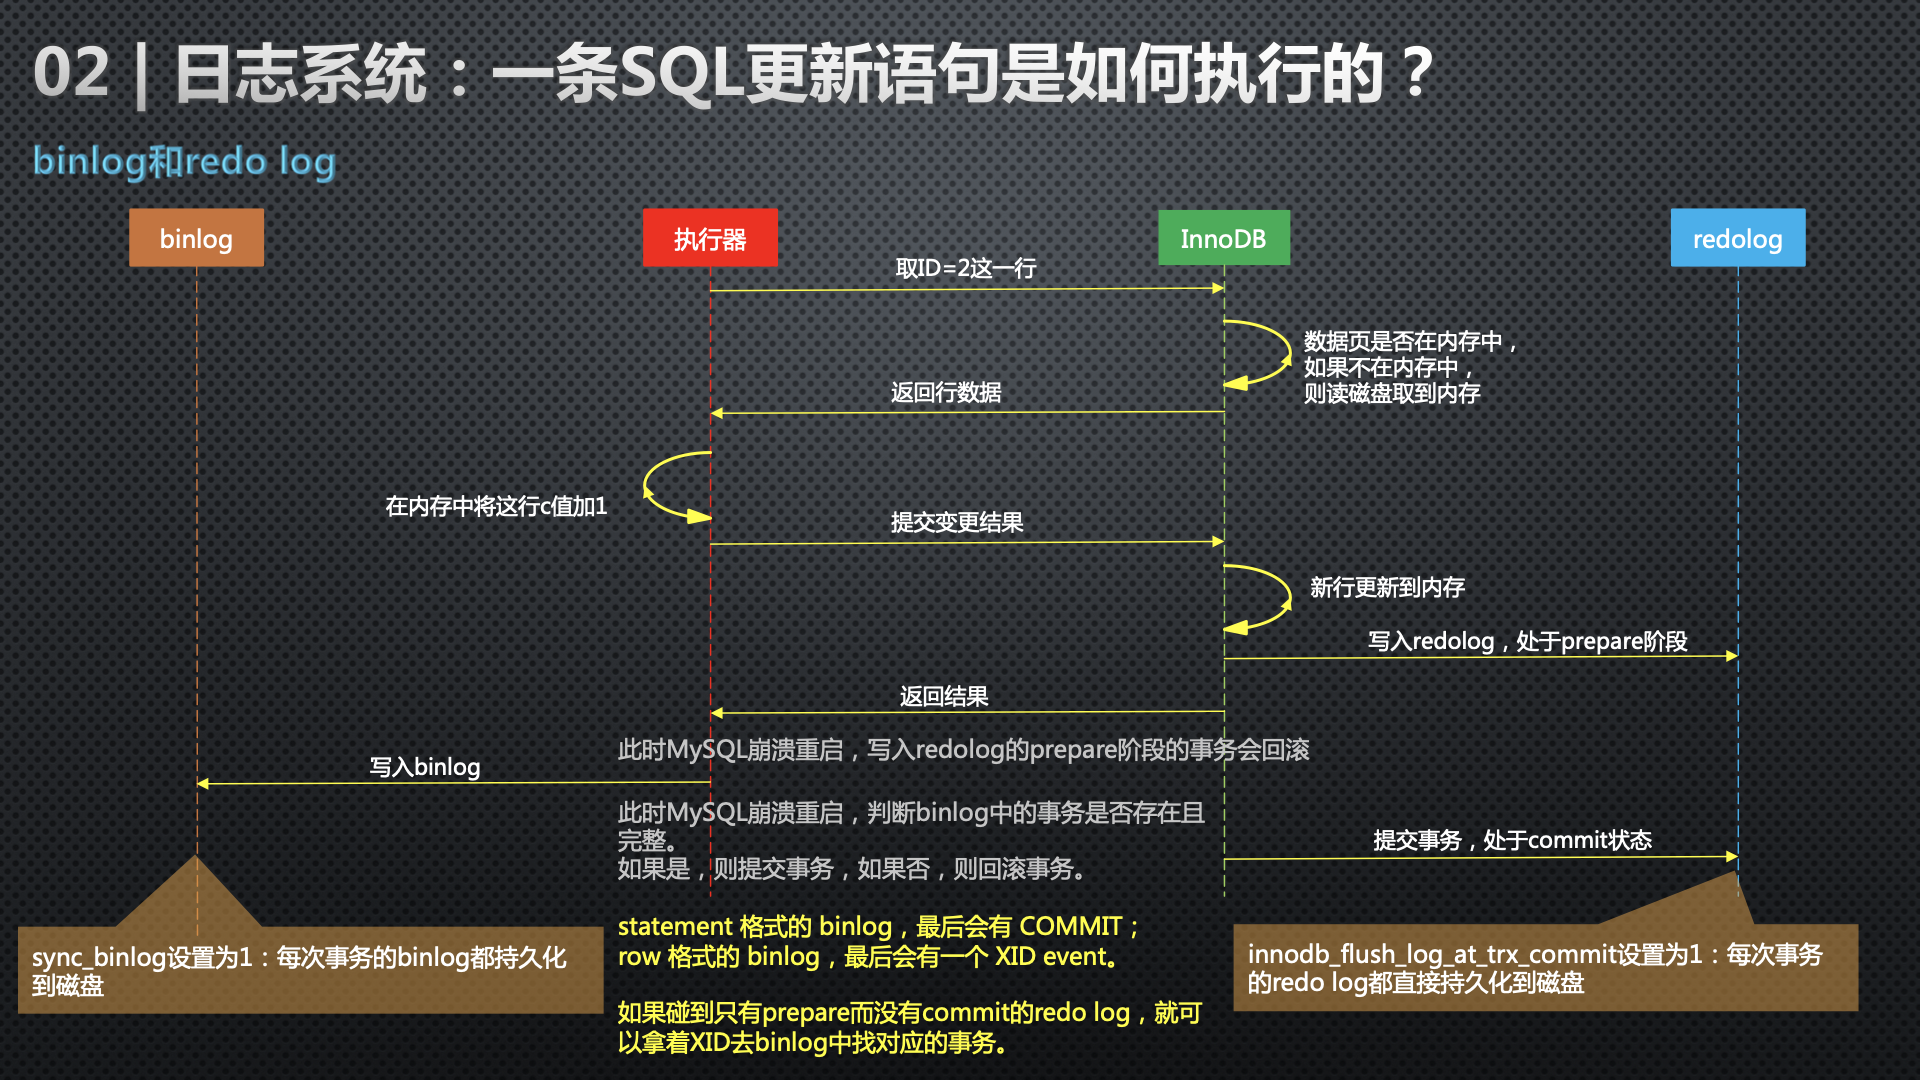 02 | 日志系统：一条SQL更新语句是如何执行的？
binlog和redo log
binlog
执行器
InnoDB
redolog
取ID=2这一行
数据页是否在内存中，
如果不在内存中，
则读磁盘取到内存
返回行数据
在内存中将这行c值加1
提交变更结果
新行更新到内存
写入redolog，处于prepare阶段
返回结果
此时MySQL崩溃重启，写入redolog的prepare阶段的事务会回滚
写入binlog
此时MySQL崩溃重启，判断binlog中的事务是否存在且
完整。
如果是，则提交事务，如果否，则回滚事务。
提交事务，处于commit状态
statement 格式的 binlog，最后会有 COMMIT；
row 格式的 binlog，最后会有一个 XID event。
sync_binlog设置为1：每次事务的binlog都持久化
到磁盘
innodb_flush_log_at_trx_commit设置为1：每次事务
的redo log都直接持久化到磁盘
如果碰到只有prepare而没有commit的redo log，就可
以拿着XID去binlog中找对应的事务。